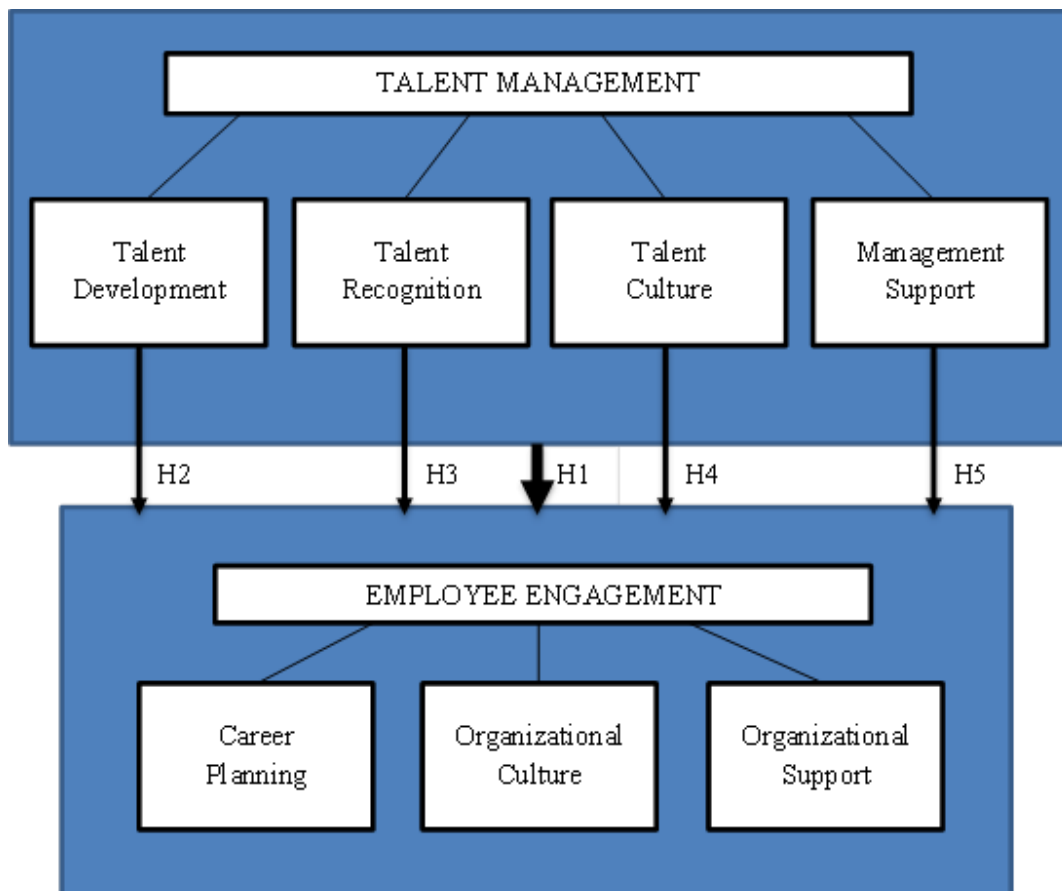 TALENT MANAGEMENT
Talent
Development
Talent
Recognition
Talent
Culture
Management
Support
H2
H3
H1
H4
H5
EMPLOYEE ENGAGEMENT
Career
Planning
Organizational
Culture
Organizational
Support